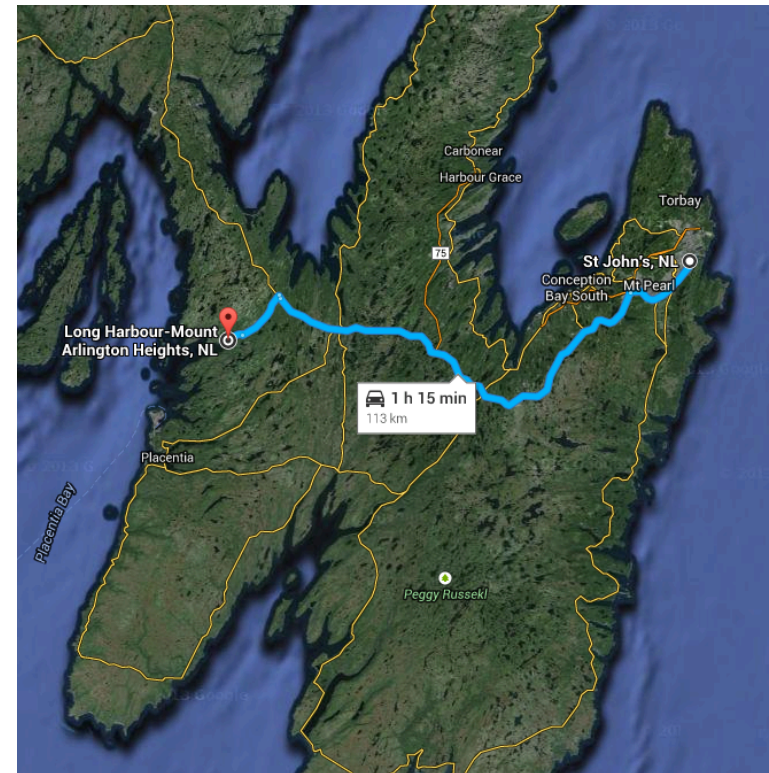 Carbonear
Harbour Grace
Torbay
75
St John's, NL
Conception
Bay South
Mt Pearl
Long Harbour-Mount
Arlington Heights, NL
1 h 15 min
113 km
Placentia
Placentia Bay
Peggy Russekl